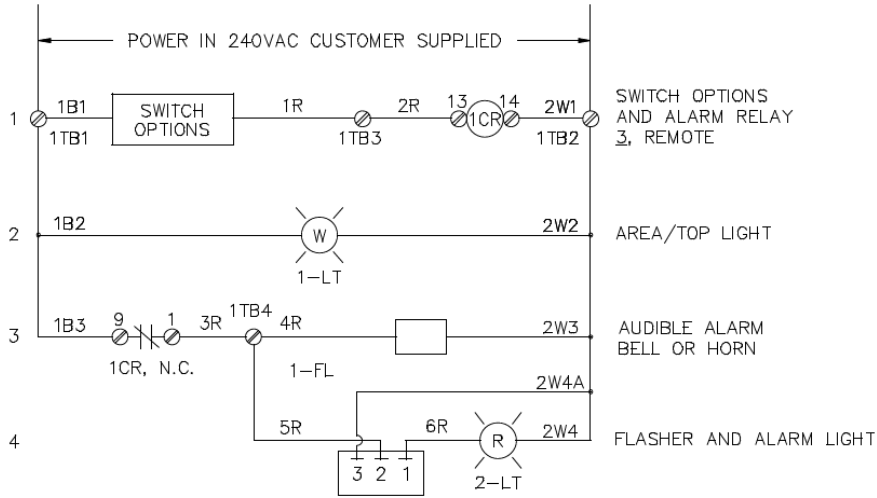 POWER IN 240VAC CUSTOMER SUPPLIED
1 1B1 SWITCH OPTIONS 1R 2R 13 1CR 14 2W1
1TB1 1TB3 1TB2
SWITCH OPTIONS
AND ALARM RELAY
3, REMOTE
2 1B2 W 2W2 AREA/TOP LIGHT
1-LT
3 1B3 9 1 3R 1TB4 4R 2W3
1CR, N.C. 1-FL
AUDIBLE ALARM
BELL OR HORN
2W4A
4 5R 6R R 2W4 FLASHER AND ALARM LIGHT
3 2 1 2-LT